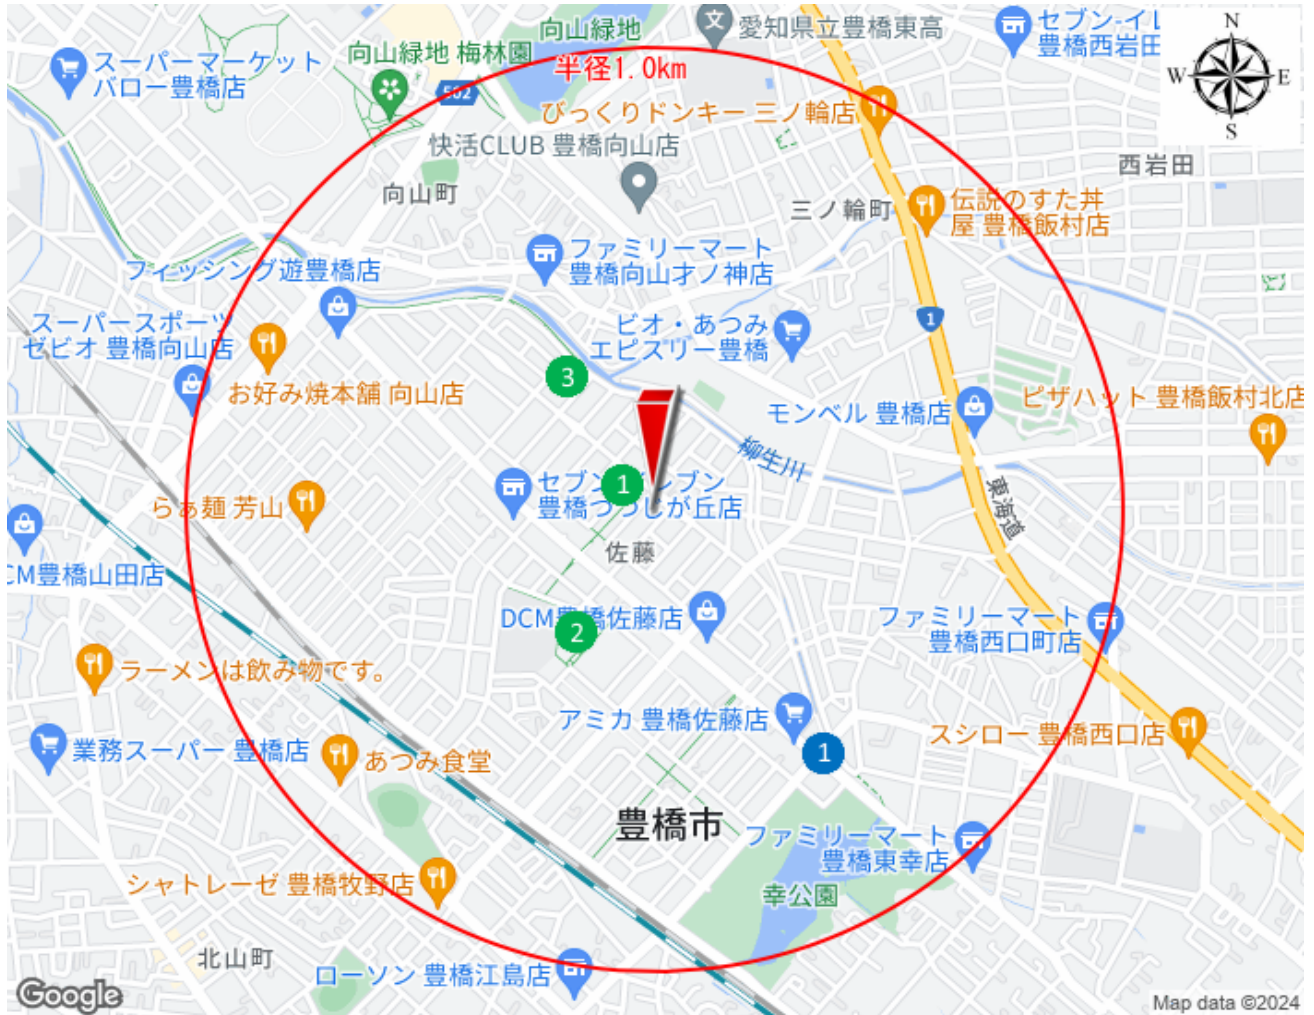 向山緑地
愛知県立豊橋東高
セブン-イレ
豊橋西岩田
N
W
E
S
スーパーマーケット
バロー豊橋店
向山緑地 梅林園
半径1.0km
502
びっくりドンキー 三ノ輪店
快活CLUB 豊橋向山店
西岩田
向山町
三ノ輪町
伝説のすた丼
屋 豊橋飯村店
ファミリーマート
豊橋向山才ノ神店
フィッシング遊豊橋店
スーパースポーツ
ゼビオ 豊橋向山店
ビオ・あつみ
エピスリー豊橋
1
お好み焼本舗 向山店
3
モンベル 豊橋店
ピザハット 豊橋飯村北店
柳生川
セブン-イレブン
豊橋つつじが丘店
1
らぁ麺 芳山
東海道
佐藤
CM豊橋山田店
DCM豊橋佐藤店
2
ファミリーマート
豊橋西口町店
ラーメンは飲み物です。
アミカ 豊橋佐藤店
1
スシロー 豊橋西口店
業務スーパー 豊橋店
あつみ食堂
豊橋市
ファミリーマート
豊橋東幸店
シャトレーゼ 豊橋牧野店
幸公園
北山町
ローソン 豊橋江島店
Google
Map data ©2024